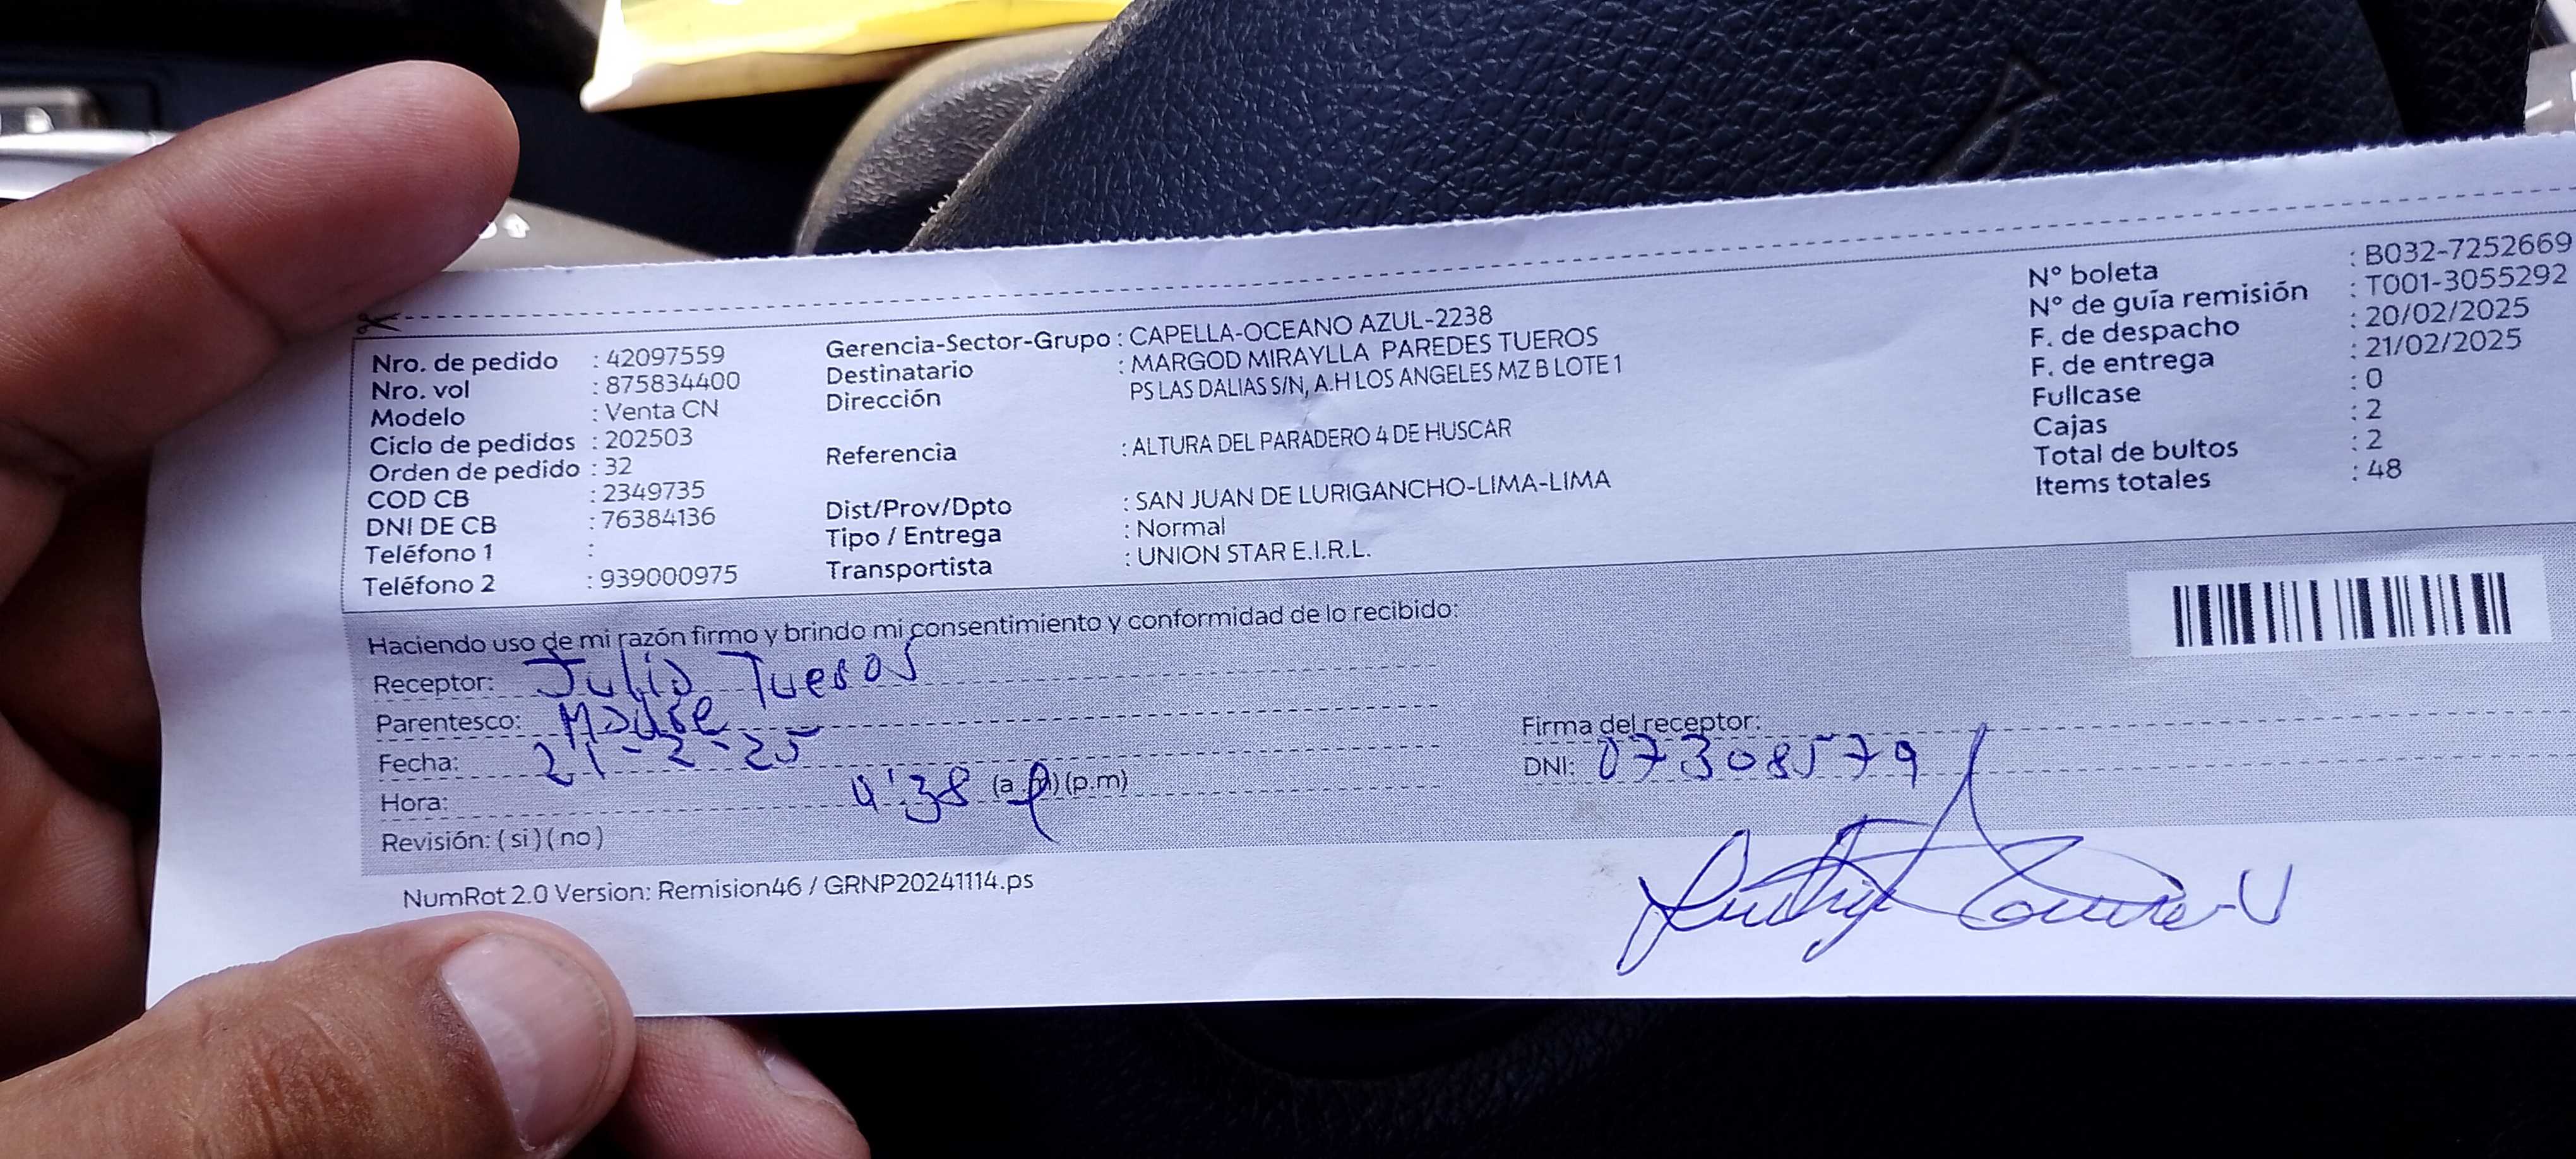 Nro. de pedido : 42097559
Nro. vol : 875834400
Modelo : Venta CN
Ciclo de pedidos : 202503
Orden de pedido : 32
COD CB : 2349735
DNI DE CB : 76384136
Teléfono 1 :
Teléfono 2 : 939000975
Gerencia-Sector-Grupo : CAPELLA-OCEANO AZUL-2238
Destinatario : MARGOD MIRAYLLA PAREDES TUEROS
Dirección PS LAS DALIAS S/N, A.H LOS ANGELES MZ B LOTE 1
Referencia : ALTURA DEL PARADERO 4 DE HUSCAR
Dist/Prov/Dpto : SAN JUAN DE LURIGANCHO-LIMA-LIMA
Tipo / Entrega : Normal
Transportista : UNION STAR E.I.R.L.
N° boleta : B032-7252669
N° de guía remisión : T001-3055292
F. de despacho : 20/02/2025
F. de entrega : 21/02/2025
Fullcase : 0
Cajas : 2
Total de bultos : 2
Items totales : 48
Haciendo uso de mi razón firmo y brindo mi consentimiento y conformidad de lo recibido:
Receptor: Julio Tueros
Parentesco: Madre
Fecha: 21-2-25
Hora: 4:38 (a.m) (p.m)
Revisión: ( si ) ( no )
Firma del receptor:
DNI: 07308579
NumRot 2.0 Version: Remision46 / GRNP20241114.ps